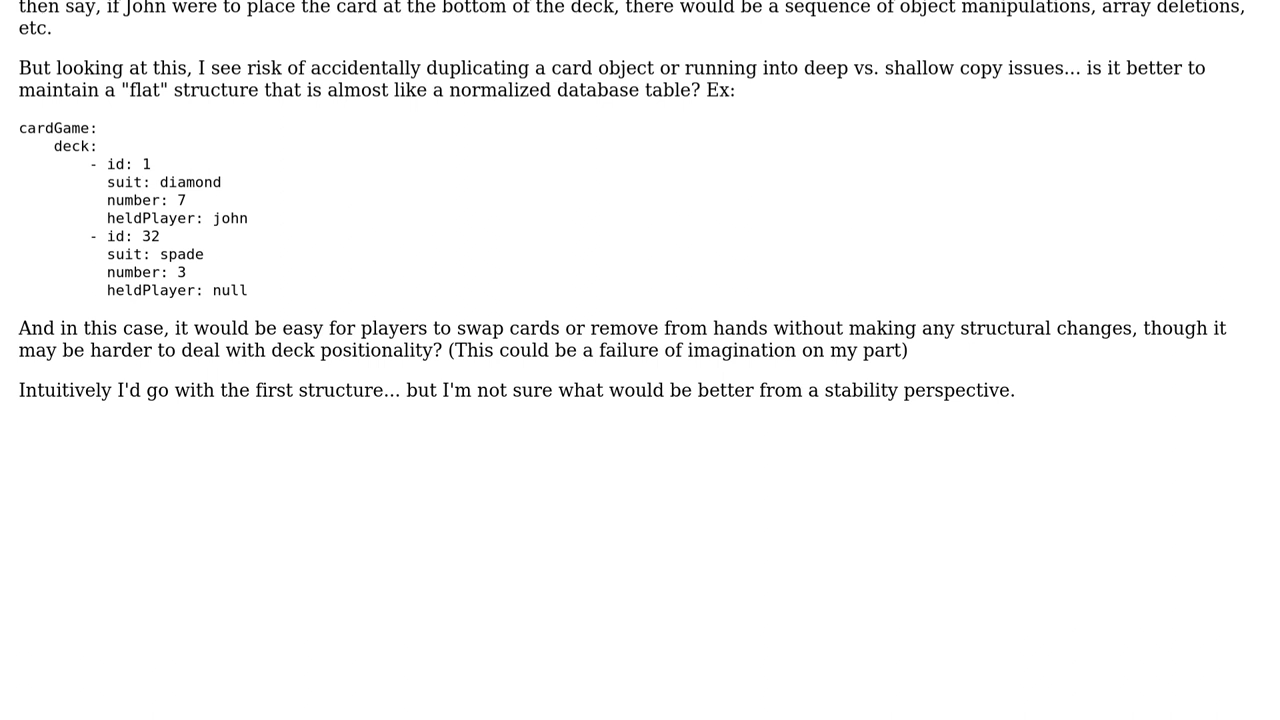 then say, if John were to place the card at the bottom of the deck, there would be a sequence of object manipulations, array deletions,
etc.
But looking at this, I see risk of accidentally duplicating a card object or running into deep vs. shallow copy issues... is it better to
maintain a "flat" structure that is almost like a normalized database table? Ex:
cardGame:
    deck:
        - id: 1
          suit: diamond
          number: 7
          heldPlayer: john
        - id: 32
          suit: spade
          number: 3
          heldPlayer: null
And in this case, it would be easy for players to swap cards or remove from hands without making any structural changes, though it
may be harder to deal with deck positionality? (This could be a failure of imagination on my part)
Intuitively I'd go with the first structure... but I'm not sure what would be better from a stability perspective.